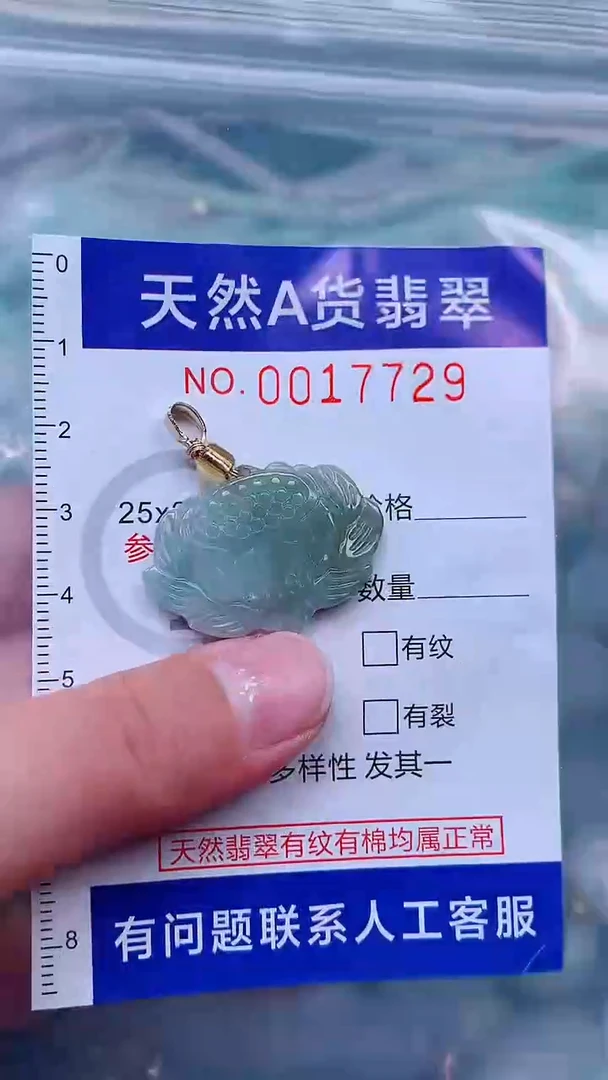 0
天然A货翡翠
1
NO.0017729
2
3
25x
价格
参
4
数量
5
有纹
有裂
多样性 发其一
天然翡翠有纹有棉均属正常
8
有问题联系人工客服